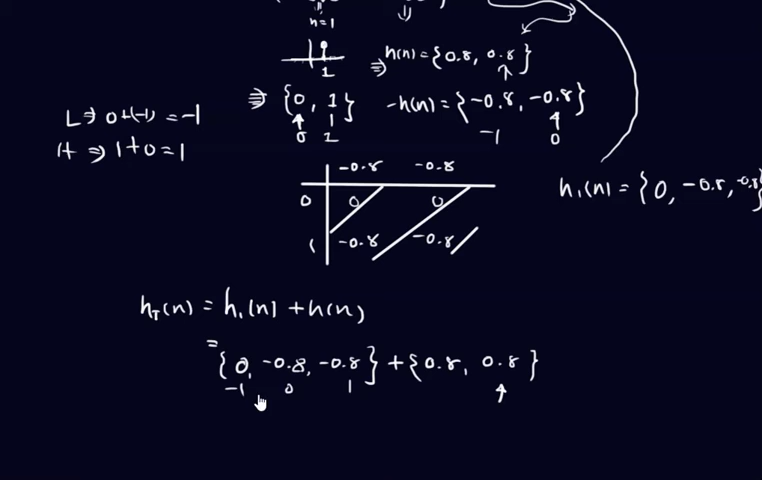 n=1
1
⇒ h(n) = {0.8, 0.8}
↑
⇒ {0, 1} -h(n) = {-0.8, -0.8}
↑ 1 ↑
0 2 -1 0
L ⇒ 0+(-1) = -1
H ⇒ 1+0 = 1
-0.8 -0.8
0 0 0
1 -0.8 -0.8
h₁(n) = {0, -0.8, -0.8}
h_T(n) = h₁(n) + h(n)
= {0, -0.8, -0.8} + {0.8, 0.8}
-1 0 1 ↑